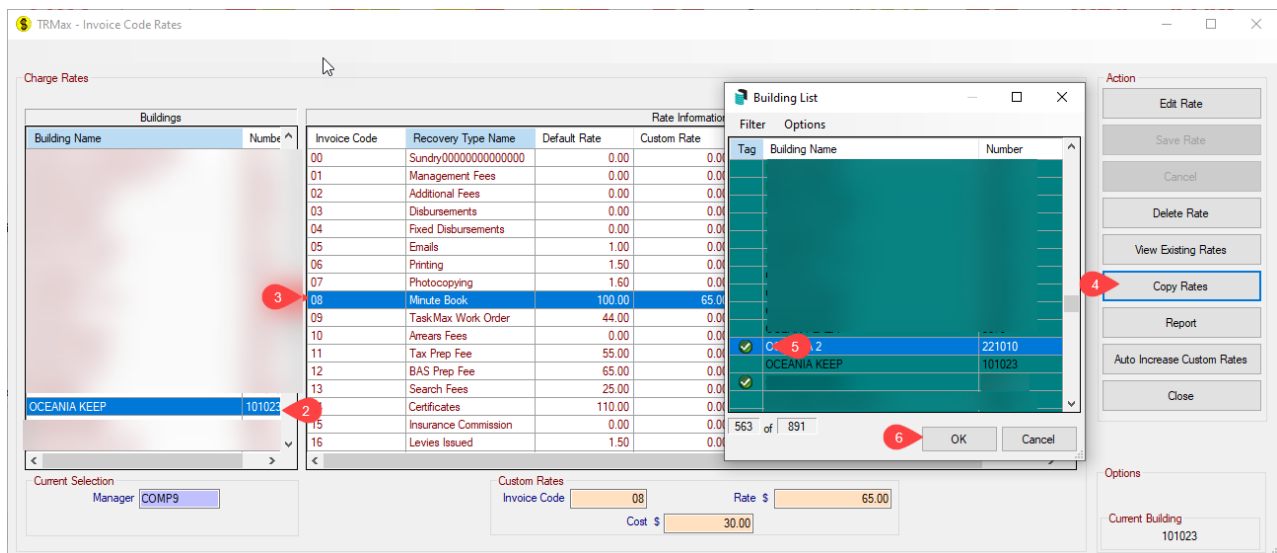 TRMax - Invoice Code Rates
Charge Rates
Buildings
Building Name Numbe
OCEANIA KEEP 101023
2
Rate Information
Invoice Code Recovery Type Name Default Rate Custom Rate
00 Sundry00000000000000 0.00 0.00
01 Management Fees 0.00 0.00
02 Additional Fees 0.00 0.00
03 Disbursements 0.00 0.00
04 Fixed Disbursements 0.00 0.00
05 Emails 1.00 0.00
06 Printing 1.50 0.00
07 Photocopying 1.60 0.00
3
08 Minute Book 100.00 65.00
09 TaskMax Work Order 44.00 0.00
10 Arrears Fees 0.00 0.00
11 Tax Prep Fee 55.00 0.00
12 BAS Prep Fee 65.00 0.00
13 Search Fees 25.00 0.00
Certificates 110.00 0.00
15 Insurance Commission 0.00 0.00
16 Levies Issued 1.50 0.00
Building List
Filter Options
Tag Building Name Number
5
2 221010
OCEANIA KEEP 101023
563 of 891
6
OK Cancel
Action
Edit Rate
Save Rate
Cancel
Delete Rate
View Existing Rates
4
Copy Rates
Report
Auto Increase Custom Rates
Close
Current Selection
Manager COMP9
Custom Rates
Invoice Code 08 Rate $ 65.00
Cost $ 30.00
Options
Current Building
101023